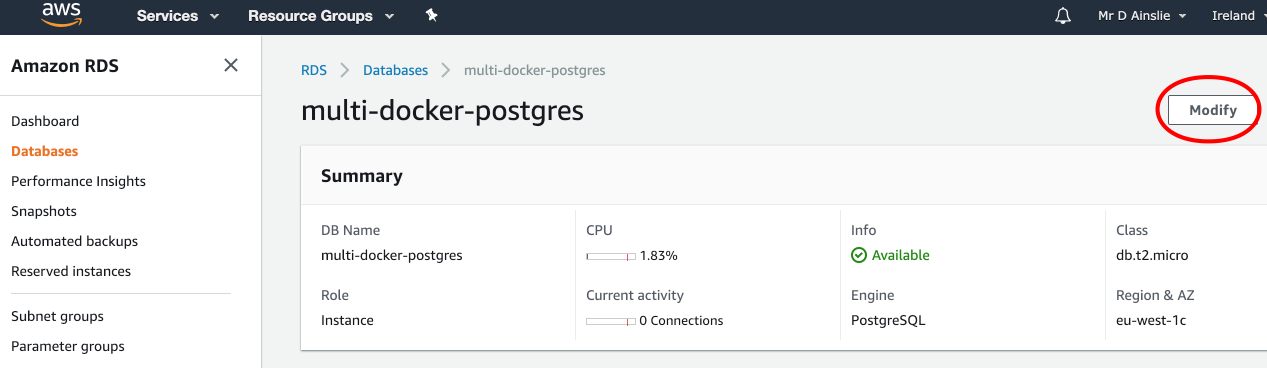 aws Services Resource Groups Mr D Ainslie Ireland
Amazon RDS
RDS Databases multi-docker-postgres
multi-docker-postgres
Modify
Dashboard
Databases
Performance Insights
Snapshots
Automated backups
Reserved instances
Subnet groups
Parameter groups
Summary
DB Name CPU Info Class
multi-docker-postgres 1.83% Available db.t2.micro
Role Current activity Engine Region & AZ
Instance 0 Connections PostgreSQL eu-west-1c